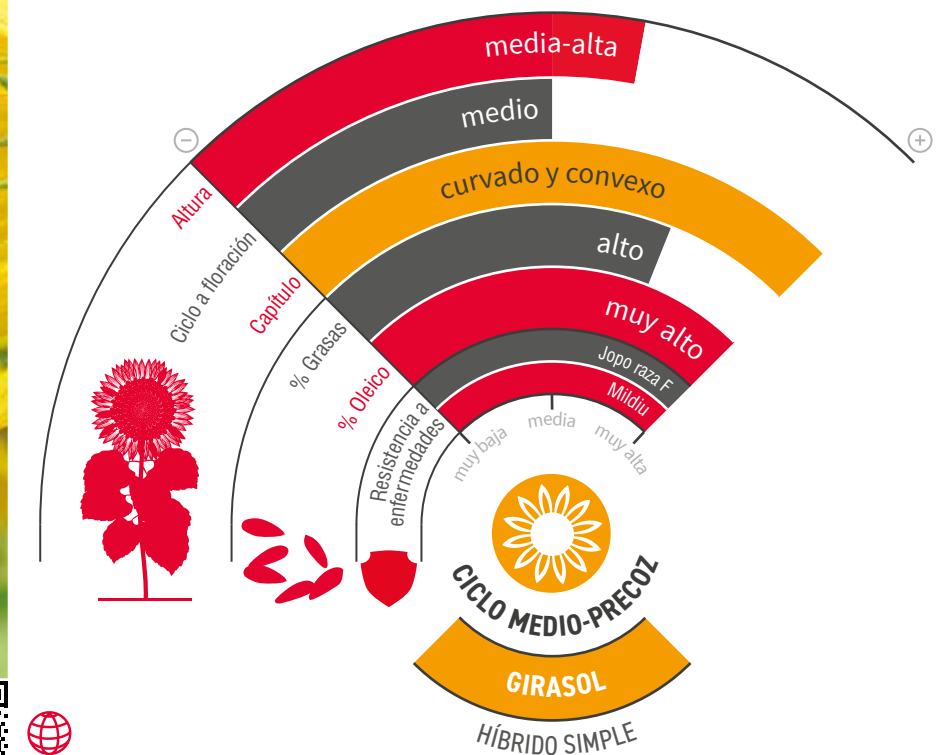 media-alta
medio
curvado y convexo
alto
muy alto
Jopo raza F
Mildiu
Altura
Ciclo a floración
Capítulo
% Grasas
% Oleico
Resistencia a
enfermedades
muy baja
media
muy alta
CICLO MEDIO-PRECOZ
GIRASOL
HÍBRIDO SIMPLE